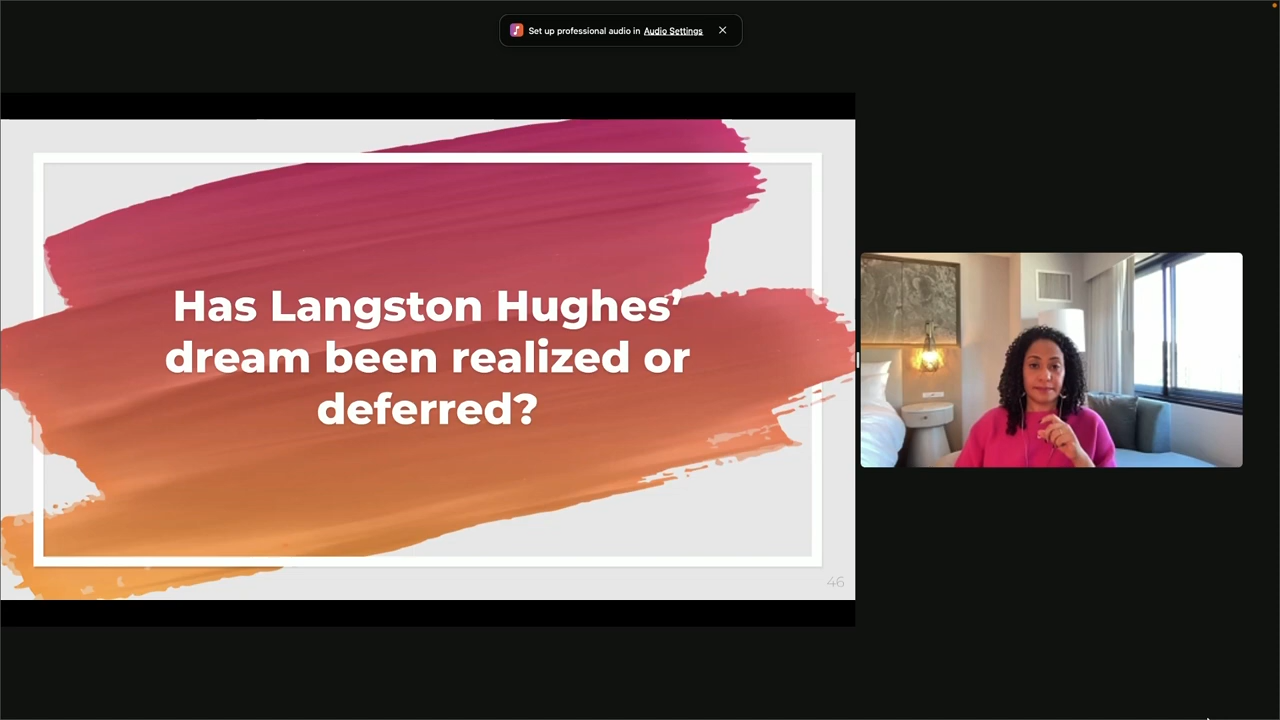 Set up professional audio in Audio Settings
Has Langston Hughes’
dream been realized or
deferred?
46